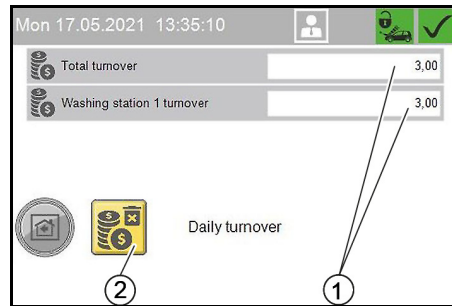 Mon 17.05.2021 13:35:10
Total turnover 3,00
Washing station 1 turnover 3,00
Daily turnover
2 1